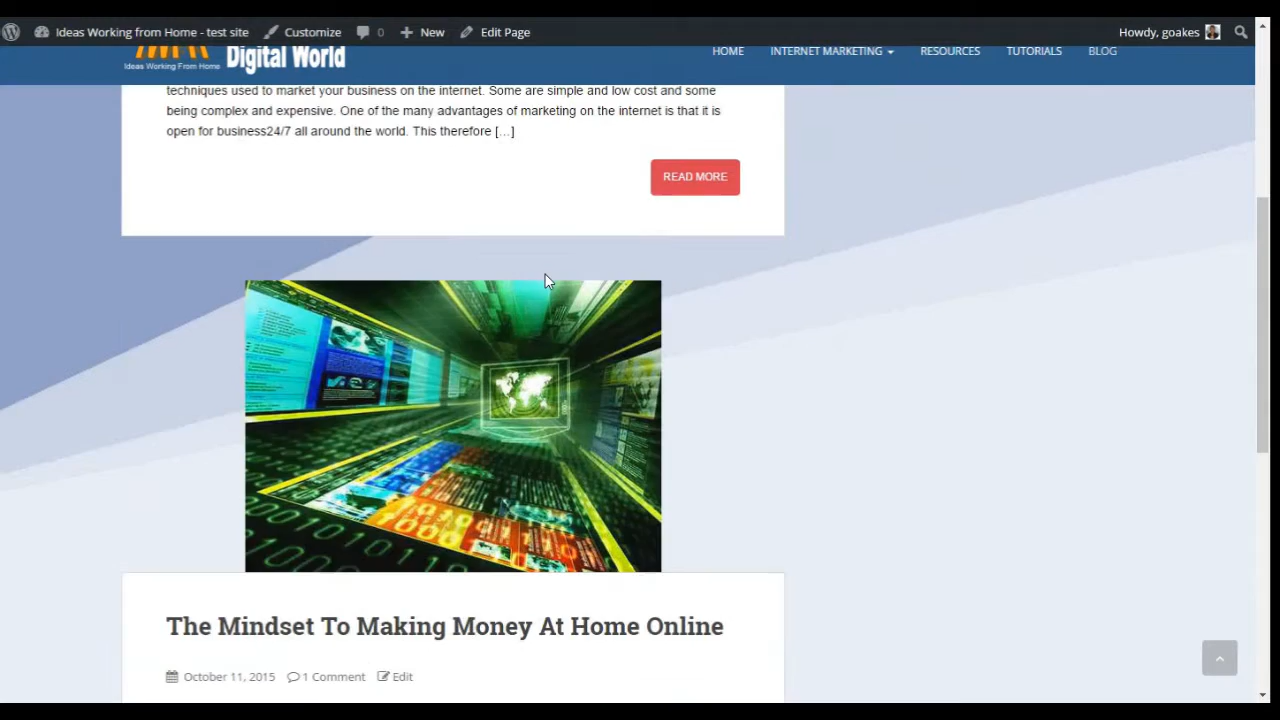 Ideas Working from Home - test site Customize 0 New Edit Page Howdy, goakes
Ideas Working From Home Digital World
HOME INTERNET MARKETING RESOURCES TUTORIALS BLOG
techniques used to market your business on the internet. Some are simple and low cost and some
being complex and expensive. One of the many advantages of marketing on the internet is that it is
open for business24/7 all around the world. This therefore […]
READ MORE
The Mindset To Making Money At Home Online
October 11, 2015 1 Comment Edit